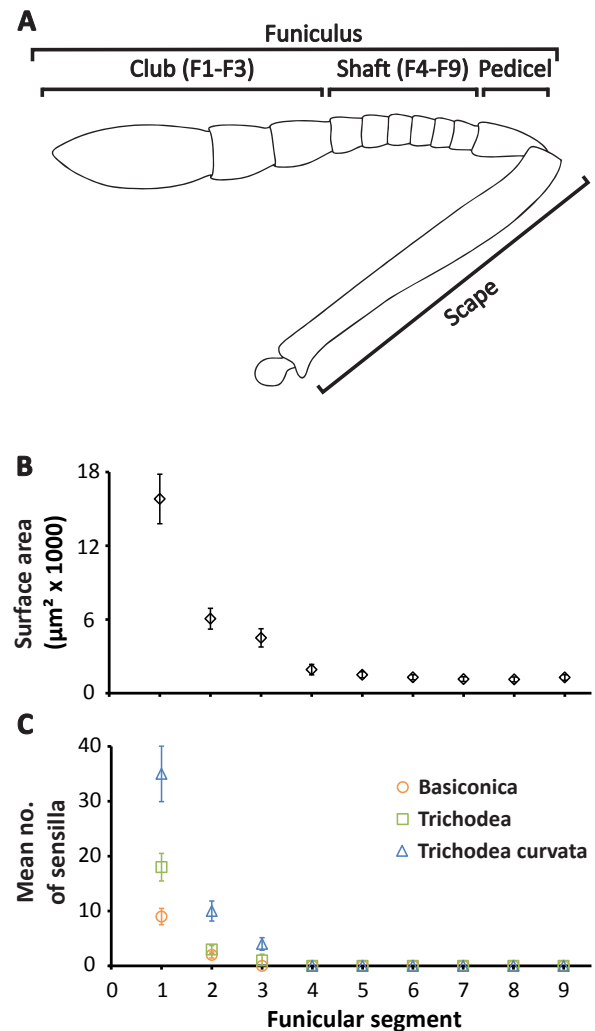 A
Funiculus
Club (F1-F3) Shaft (F4-F9) Pedicel
Scape
B
Surface area
(µm² x 1000)
18
12
6
0
C
Mean no.
of sensilla
40
30
20
10
0
Basiconica
Trichodea
Trichodea curvata
0 1 2 3 4 5 6 7 8 9
Funicular segment